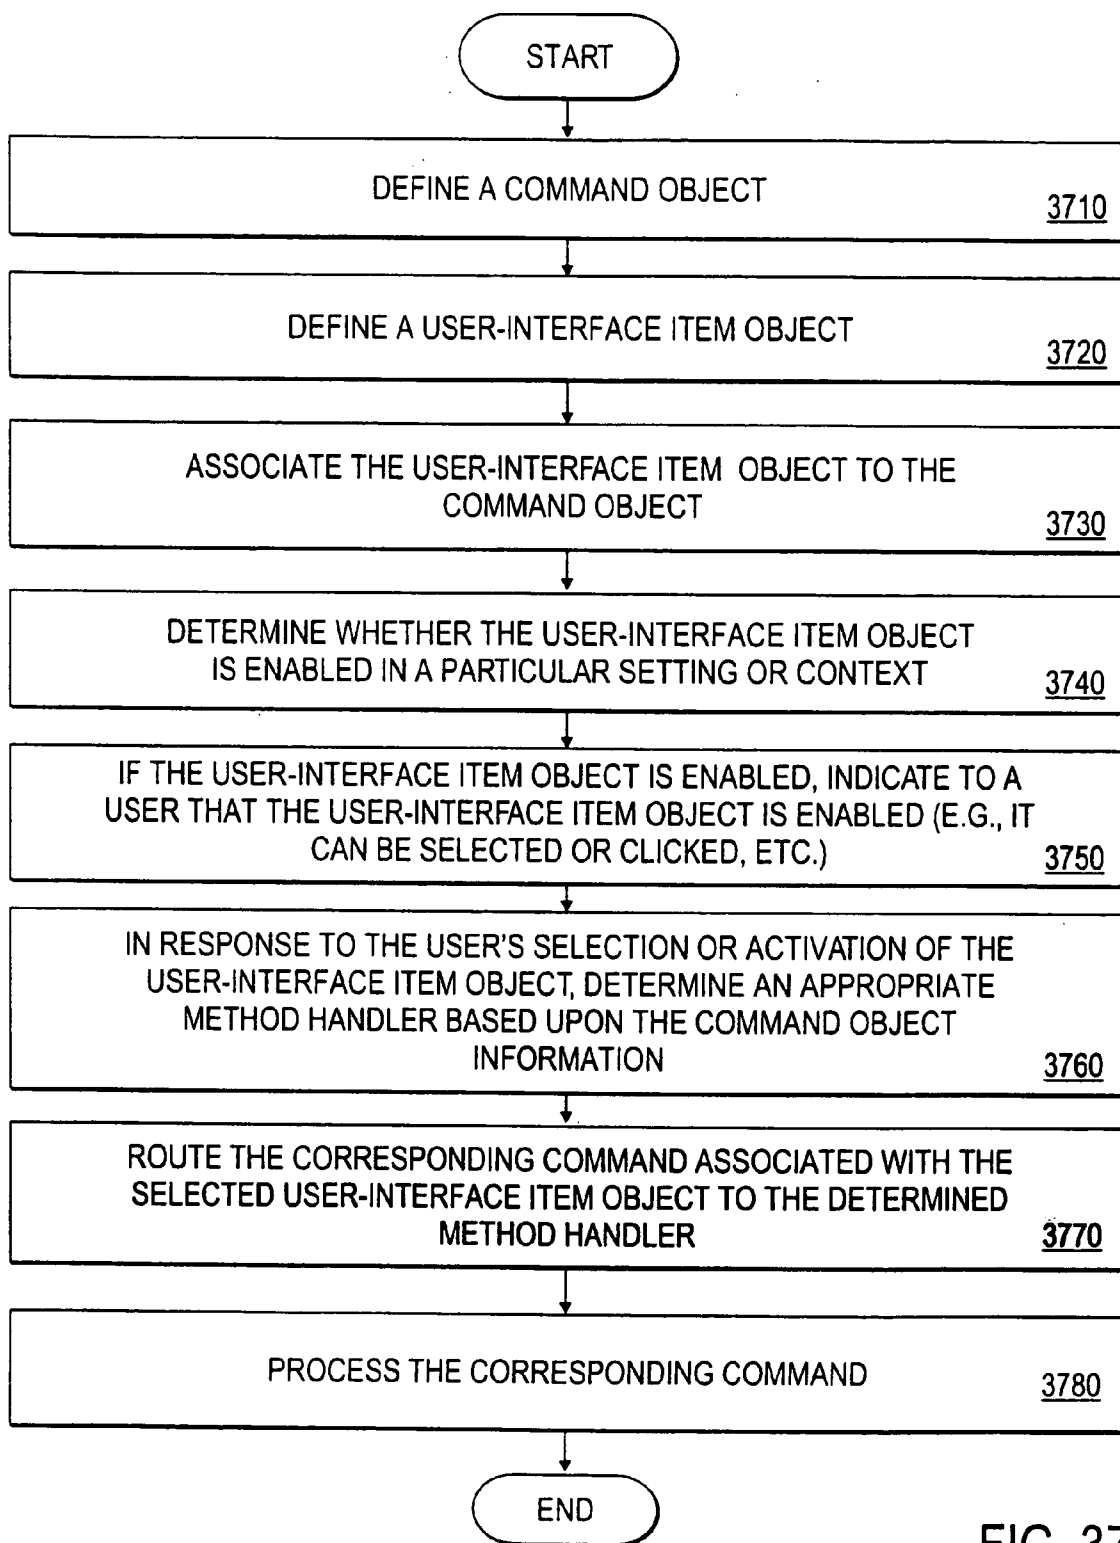 START
DEFINE A COMMAND OBJECT
3710
DEFINE A USER-INTERFACE ITEM OBJECT
3720
ASSOCIATE THE USER-INTERFACE ITEM OBJECT TO THE
COMMAND OBJECT
3730
DETERMINE WHETHER THE USER-INTERFACE ITEM OBJECT
IS ENABLED IN A PARTICULAR SETTING OR CONTEXT
3740
IF THE USER-INTERFACE ITEM OBJECT IS ENABLED, INDICATE TO A
USER THAT THE USER-INTERFACE ITEM OBJECT IS ENABLED (E.G., IT
CAN BE SELECTED OR CLICKED, ETC.)
3750
IN RESPONSE TO THE USER'S SELECTION OR ACTIVATION OF THE
USER-INTERFACE ITEM OBJECT, DETERMINE AN APPROPRIATE
METHOD HANDLER BASED UPON THE COMMAND OBJECT
INFORMATION
3760
ROUTE THE CORRESPONDING COMMAND ASSOCIATED WITH THE
SELECTED USER-INTERFACE ITEM OBJECT TO THE DETERMINED
METHOD HANDLER
3770
PROCESS THE CORRESPONDING COMMAND
3780
END
FIG. 37